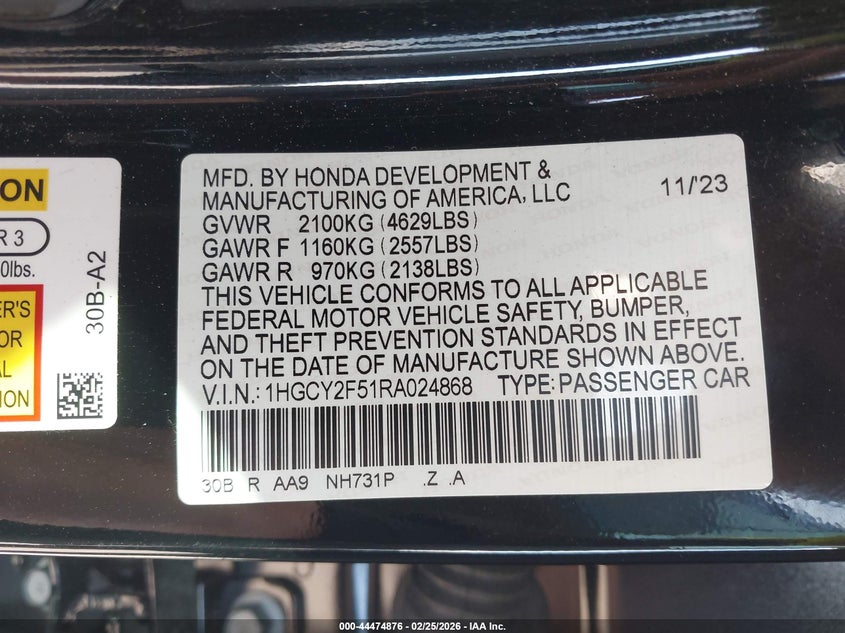 ON
R 3
0lbs.
ER'S
OR
AL
ION
30B-A2
MFD. BY HONDA DEVELOPMENT &
MANUFACTURING OF AMERICA, LLC 11/'23
GVWR 2100KG (4629LBS)
GAWR F 1160KG (2557LBS)
GAWR R 970KG (2138LBS)
THIS VEHICLE CONFORMS TO ALL APPLICABLE
FEDERAL MOTOR VEHICLE SAFETY, BUMPER,
AND THEFT PREVENTION STANDARDS IN EFFECT
ON THE DATE OF MANUFACTURE SHOWN ABOVE.
V.I.N.: 1HGCY2F51RA024868 TYPE: PASSENGER CAR
30B R AA9 NH731P .Z .A
000-44474876 - 02/25/2026 - IAA Inc.